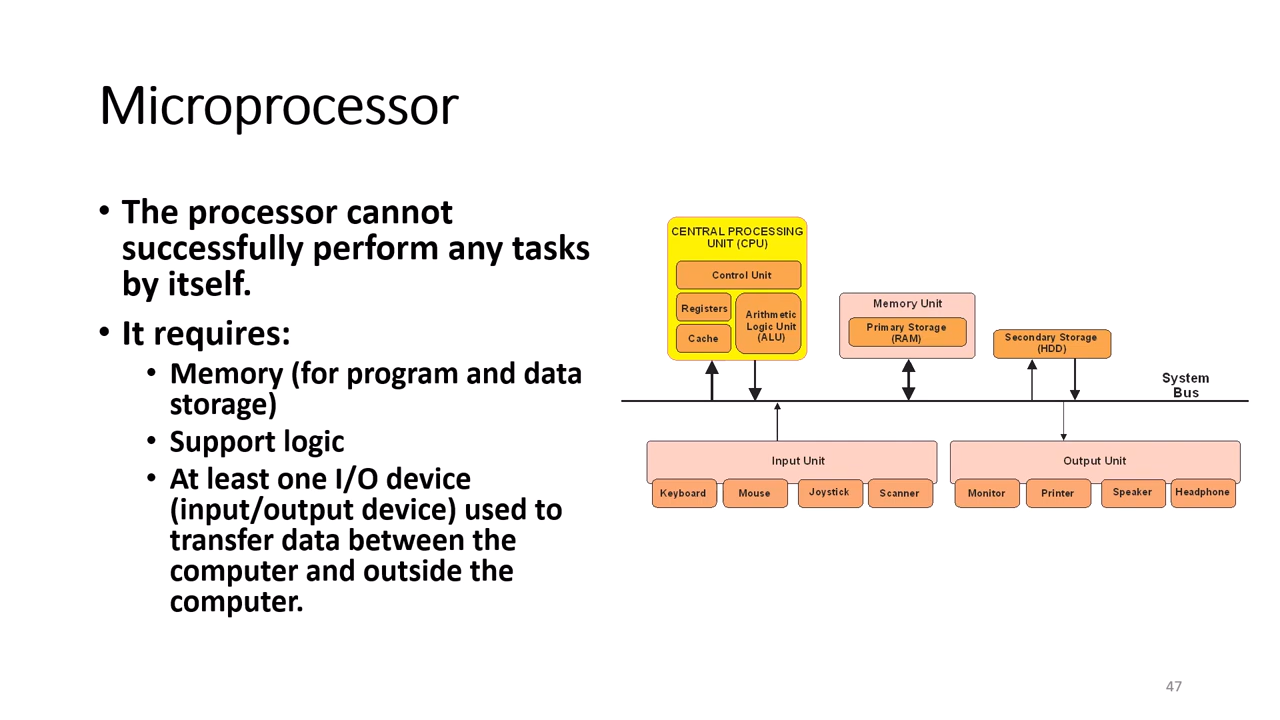 Microprocessor
• The processor cannot
successfully perform any tasks
by itself.
• It requires:
• Memory (for program and data
storage)
• Support logic
• At least one I/O device
(input/output device) used to
transfer data between the
computer and outside the
computer.
CENTRAL PROCESSING
UNIT (CPU)
Control Unit
Registers
Cache
Arithmetic
Logic Unit
(ALU)
Memory Unit
Primary Storage
(RAM)
Secondary Storage
(HDD)
System
Bus
Input Unit
Keyboard
Mouse
Joystick
Scanner
Output Unit
Monitor
Printer
Speaker
Headphone
47